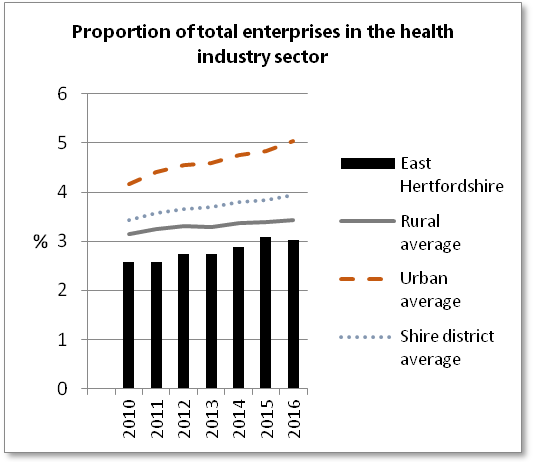 Proportion of total enterprises in the health
industry sector
6
5
4
3
2
1
0
%
2010
2011
2012
2013
2014
2015
2016
East
Hertfordshire
Rural
average
Urban
average
Shire district
average